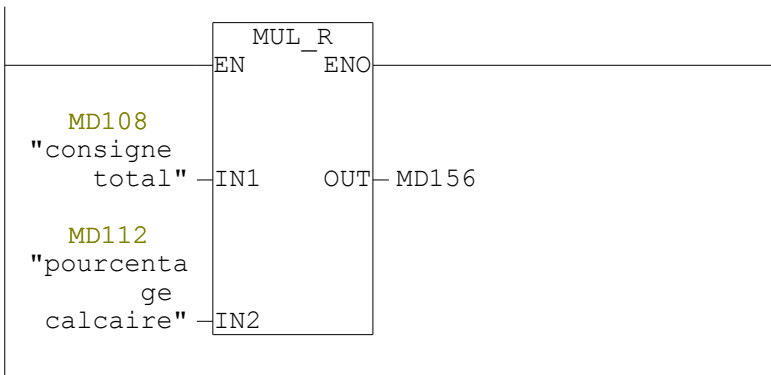 MUL_R
EN ENO
MD108
"consigne
total" IN1 OUT MD156
MD112
"pourcenta
ge
calcaire" IN2